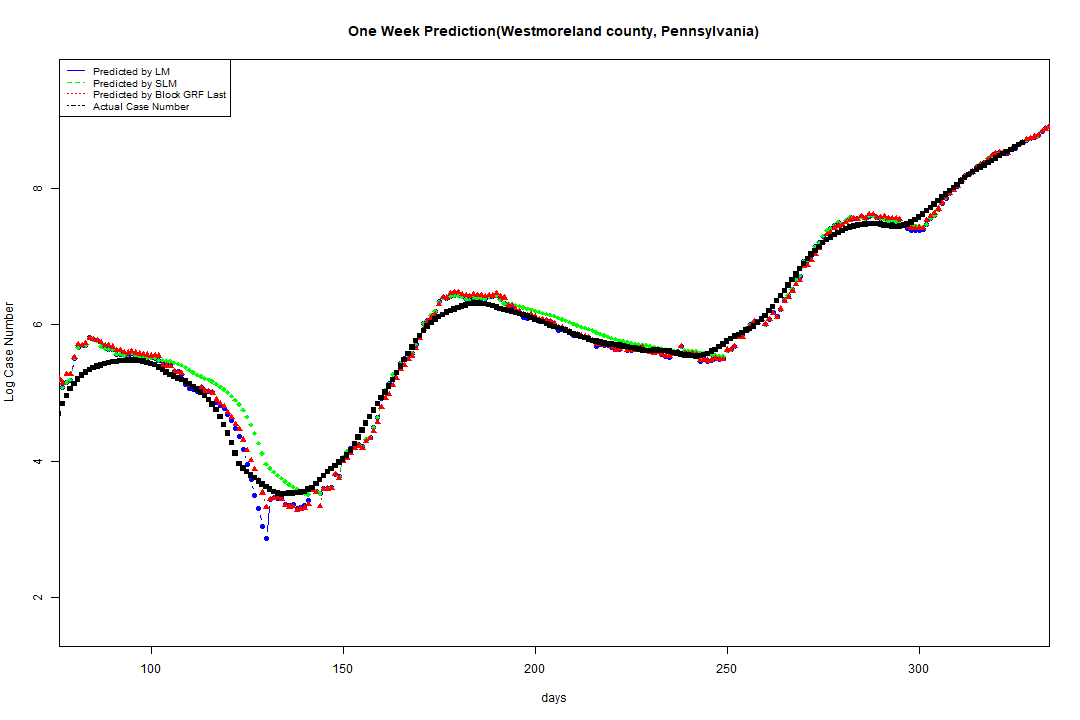 One Week Prediction(Westmoreland county, Pennsylvania)
Predicted by LM
Predicted by SLM
Predicted by Block GRF Last
Actual Case Number
8
6
4
2
Log Case Number
100 150 200 250 300
days